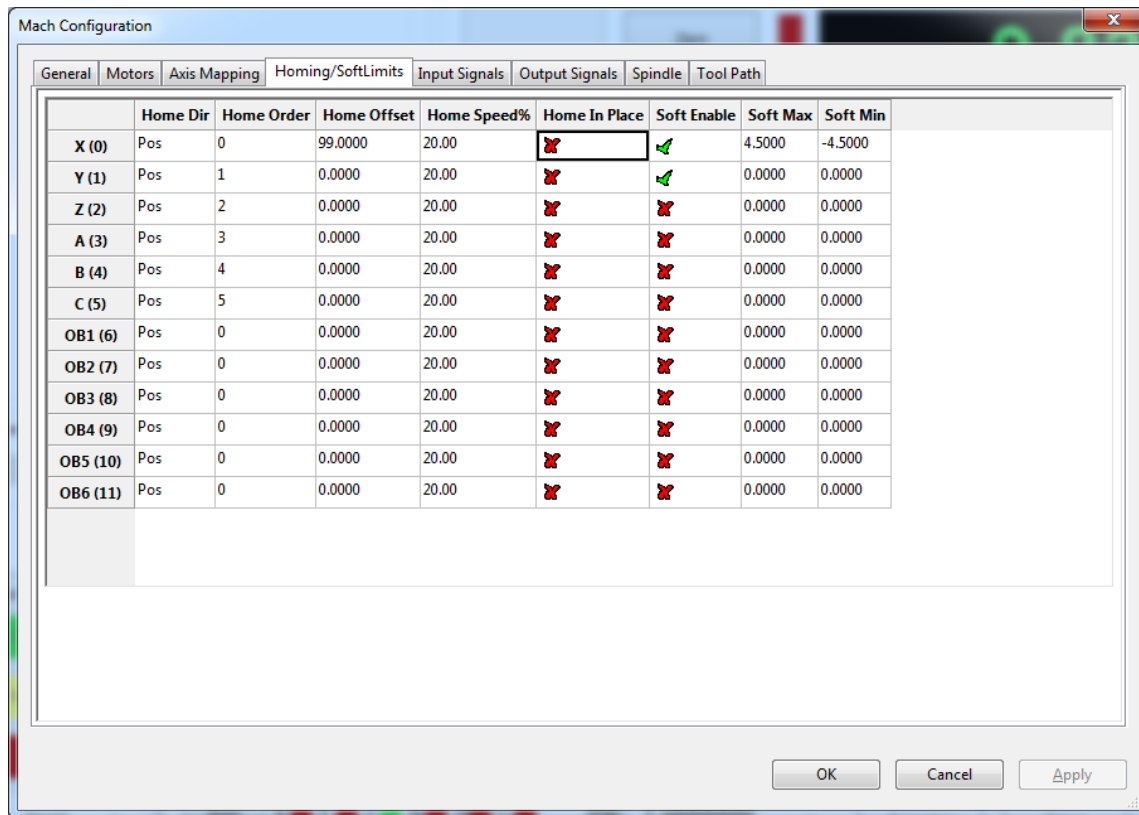 Mach Configuration
General Motors Axis Mapping Homing/SoftLimits Input Signals Output Signals Spindle Tool Path
Home Dir Home Order Home Offset Home Speed% Home In Place Soft Enable Soft Max Soft Min
X (0) Pos 0 99.0000 20.00 4.5000 -4.5000
Y (1) Pos 1 0.0000 20.00 0.0000 0.0000
Z (2) Pos 2 0.0000 20.00 0.0000 0.0000
A (3) Pos 3 0.0000 20.00 0.0000 0.0000
B (4) Pos 4 0.0000 20.00 0.0000 0.0000
C (5) Pos 5 0.0000 20.00 0.0000 0.0000
OB1 (6) Pos 0 0.0000 20.00 0.0000 0.0000
OB2 (7) Pos 0 0.0000 20.00 0.0000 0.0000
OB3 (8) Pos 0 0.0000 20.00 0.0000 0.0000
OB4 (9) Pos 0 0.0000 20.00 0.0000 0.0000
OB5 (10) Pos 0 0.0000 20.00 0.0000 0.0000
OB6 (11) Pos 0 0.0000 20.00 0.0000 0.0000
OK Cancel Apply